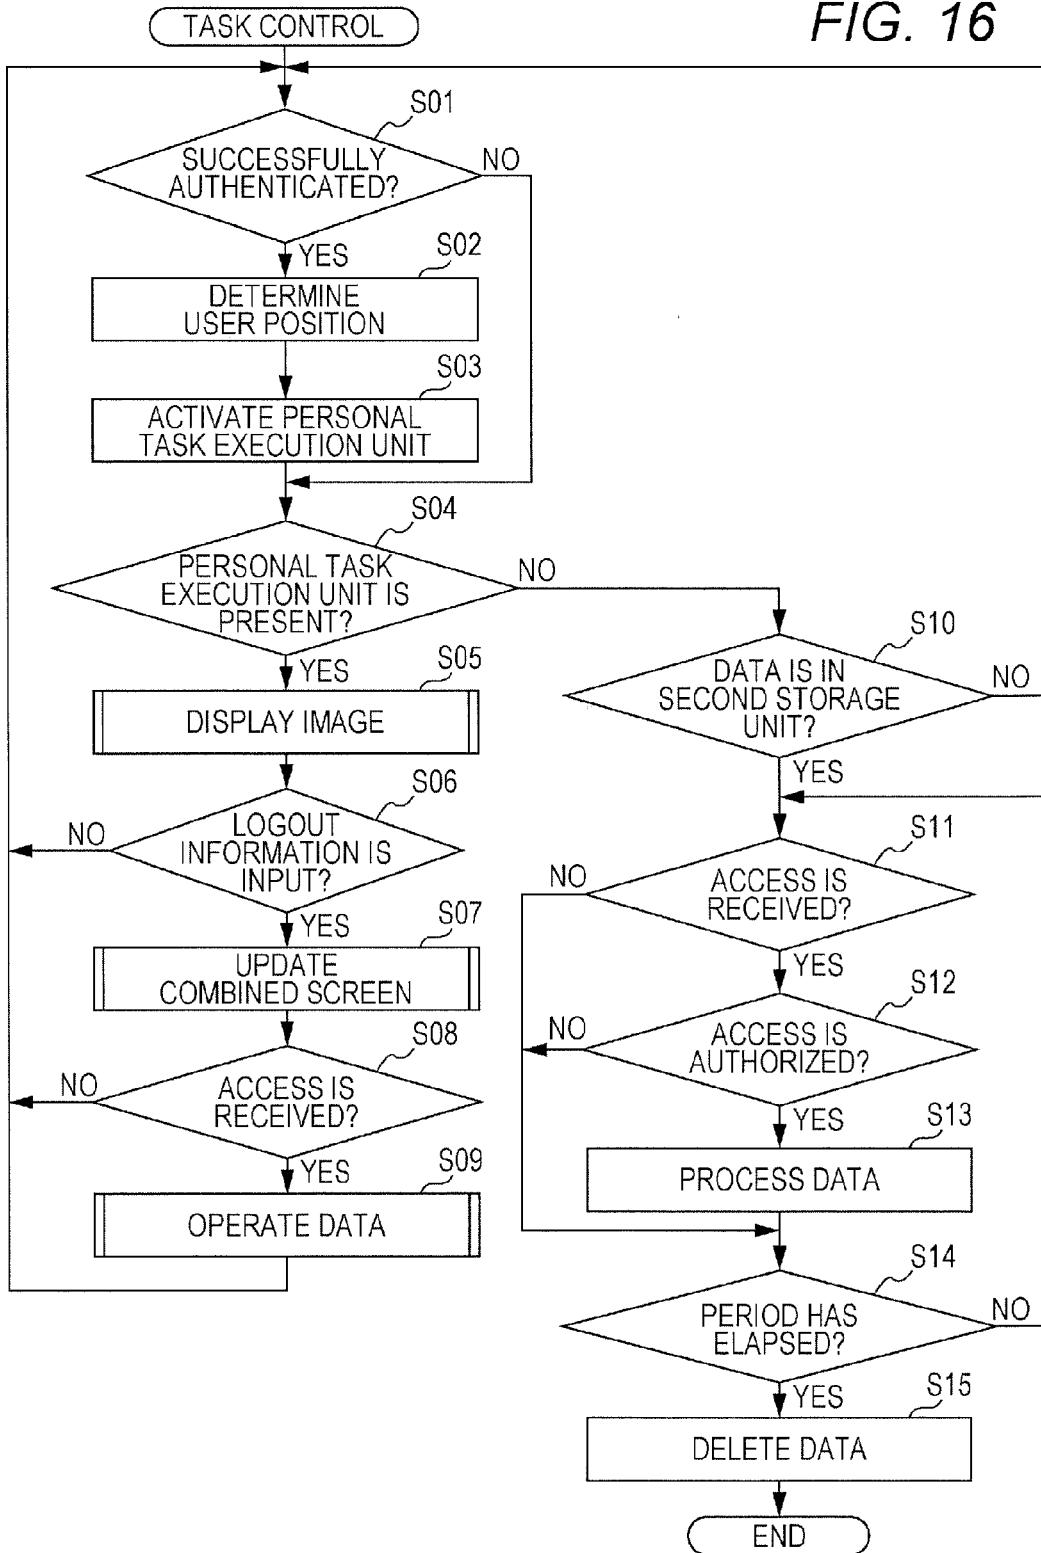 FIG. 16
TASK CONTROL
S01
SUCCESSFULLY
AUTHENTICATED?
NO
YES
S02
DETERMINE
USER POSITION
S03
ACTIVATE PERSONAL
TASK EXECUTION UNIT
S04
PERSONAL TASK
EXECUTION UNIT IS
PRESENT?
NO
YES
S05
DISPLAY IMAGE
S06
LOGOUT
INFORMATION IS
INPUT?
NO
YES
S07
UPDATE
COMBINED SCREEN
S08
ACCESS IS
RECEIVED?
NO
YES
S09
OPERATE DATA
S10
DATA IS IN
SECOND STORAGE
UNIT?
NO
YES
S11
ACCESS IS
RECEIVED?
NO
YES
S12
ACCESS IS
AUTHORIZED?
NO
YES
S13
PROCESS DATA
S14
PERIOD HAS
ELAPSED?
NO
YES
S15
DELETE DATA
END